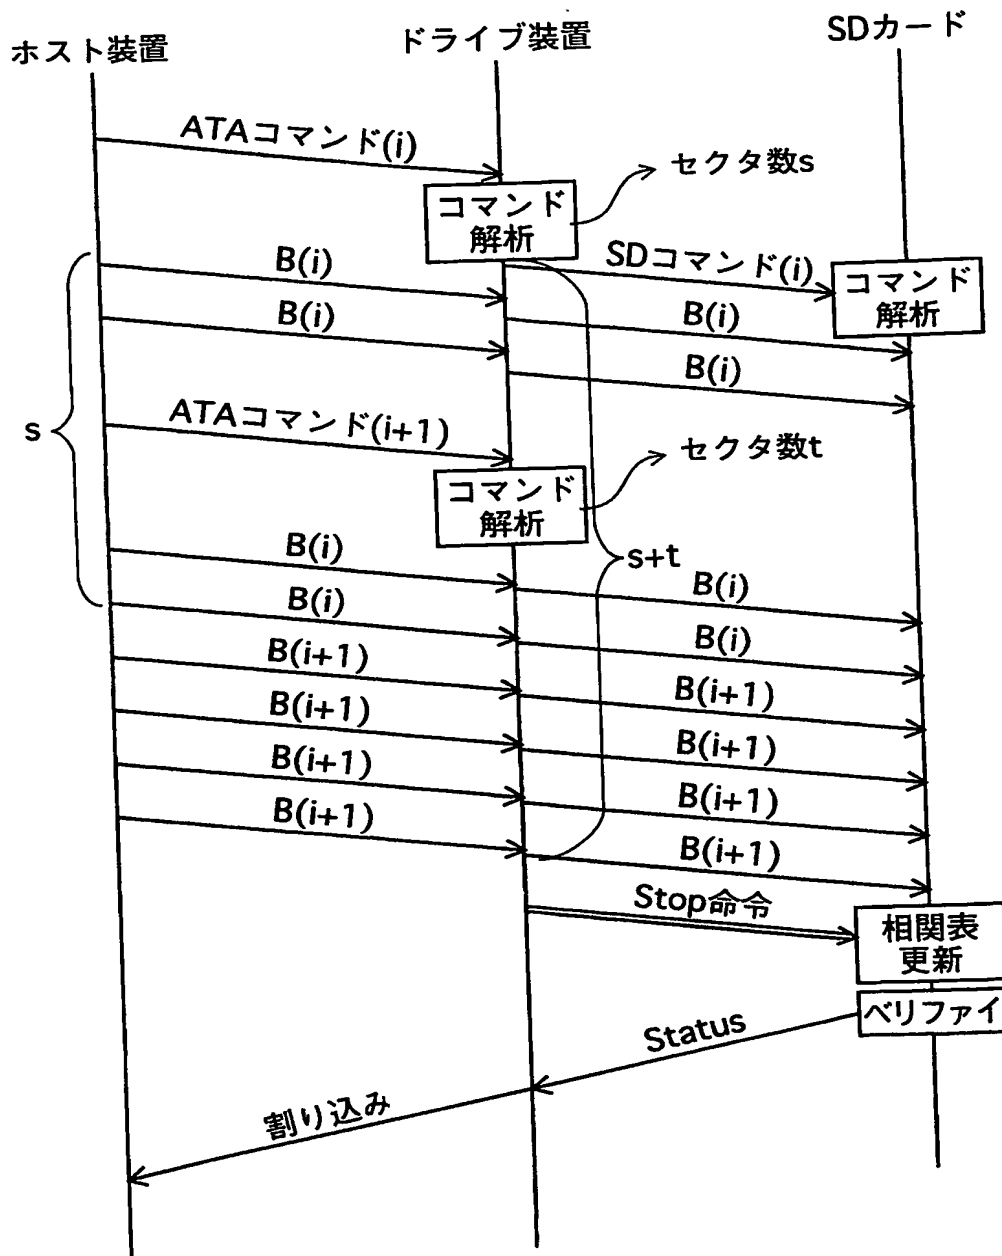 ホスト装置
ドライブ装置
SDカード
ATAコマンド(i)
セクタ数s
コマンド
解析
B(i)
SDコマンド(i)
コマンド
解析
B(i)
B(i)
B(i)
s
ATAコマンド(i+1)
セクタ数t
コマンド
解析
s+t
B(i)
B(i)
B(i)
B(i)
B(i+1)
B(i+1)
B(i+1)
B(i+1)
B(i+1)
B(i+1)
B(i+1)
B(i+1)
Stop命令
相関表
更新
ベリファイ
Status
割り込み